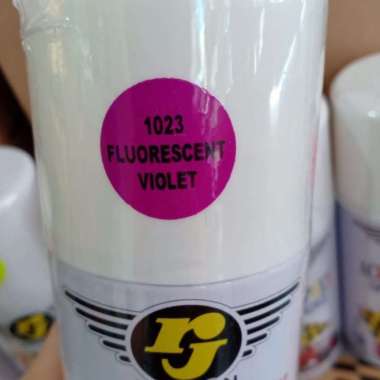 1023
FLUORESCENT
VIOLET
rj